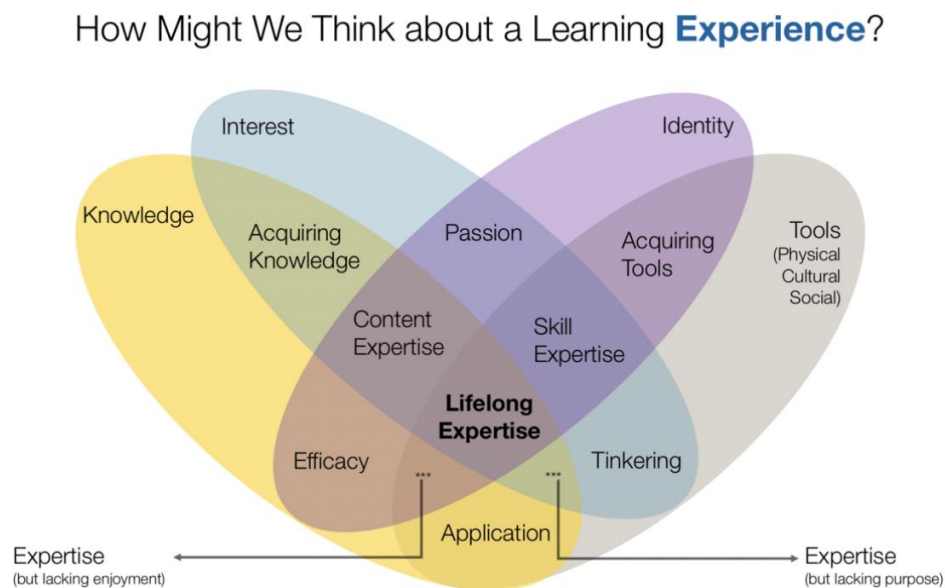 How Might We Think about a Learning Experience?
Interest
Identity
Knowledge
Acquiring
Knowledge
Passion
Acquiring
Tools
Tools
(Physical
Cultural
Social)
Content
Expertise
Skill
Expertise
Lifelong
Expertise
Efficacy
***
***
Tinkering
Application
Expertise
(but lacking enjoyment)
Expertise
(but lacking purpose)